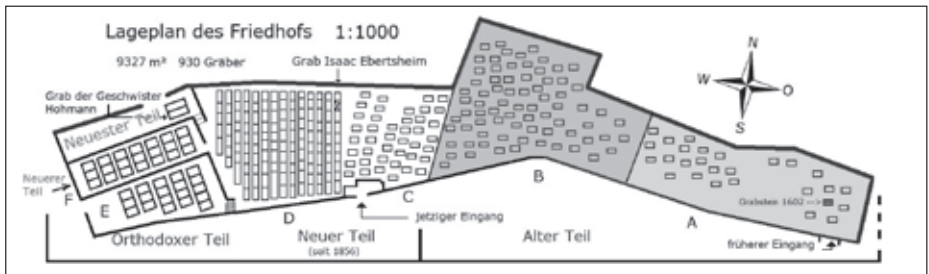 Lageplan des Friedhofs 1:1000
9327 m² 930 Gräber
Grab Isaac Ebertsheim
Grab der Geschwister
Hohmann
Neuester Teil
Neuerer
Teil
F
E
D
C
B
A
N
W
O
S
Grabstein 1602 -->
Jetziger Eingang
früherer Eingang
Orthodoxer Teil
Neuer Teil
(seit 1856)
Alter Teil